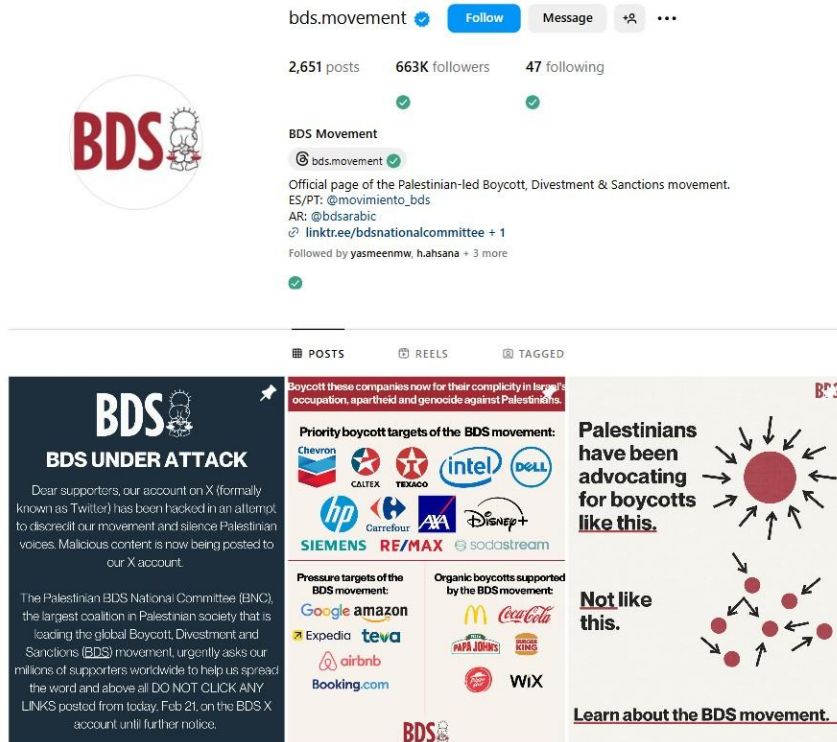 bds.movement Follow Message
2,651 posts 663K followers 47 following
BDS
BDS Movement
bds.movement
Official page of the Palestinian-led Boycott, Divestment & Sanctions movement.
ES/PT: @movimiento_bds
AR: @bdsarabic
linktr.ee/bdsnationalcommittee + 1
Followed by yasmeenmw, h.ahsana + 3 more
POSTS REELS TAGGED
BDS
BDS UNDER ATTACK
Dear supporters, our account on X (formally
known as Twitter) has been hacked in an attempt
to discredit our movement and silence Palestinian
voices. Malicious content is now being posted to
our X account.
The Palestinian BDS National Committee (BNC),
the largest coalition in Palestinian society that is
leading the global Boycott, Divestment and
Sanctions (BDS) movement, urgently asks our
millions of supporters worldwide to help us spread
the word and above all DO NOT CLICK ANY
LINKS posted from today, Feb 21, on the BDS X
account until further notice.
Boycott these companies now for their complicity in Israel's
occupation, apartheid and genocide against Palestinians.
Priority boycott targets of the BDS movement:
Chevron CALTEX TEXACO intel DELL
hp Carrefour AXA Disney+
SIEMENS RE/MAX sodastream
Pressure targets of the
BDS movement:
Google amazon
Expedia teva
airbnb
Booking.com
Organic boycotts supported
by the BDS movement:
Coca-Cola
PAPA JOHNS BURGER KING
Pizza Hut WiX
BDS
Palestinians
have been
advocating
for boycotts
like this.
Not like
this.
Learn about the BDS movement.